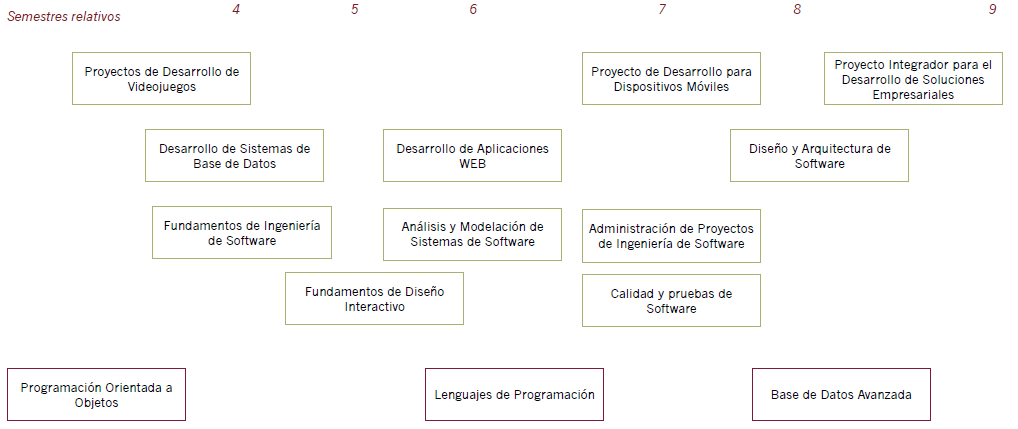 Semestres relativos 4 5 6 7 8 9
Proyectos de Desarrollo de
Videojuegos
Proyecto de Desarrollo para
Dispositivos Móviles
Proyecto Integrador para el
Desarrollo de Soluciones
Empresariales
Desarrollo de Sistemas de
Base de Datos
Desarrollo de Aplicaciones
WEB
Diseño y Arquitectura de
Software
Fundamentos de Ingeniería
de Software
Análisis y Modelación de
Sistemas de Software
Administración de Proyectos
de Ingeniería de Software
Fundamentos de Diseño
Interactivo
Calidad y pruebas de
Software
Programación Orientada a
Objetos
Lenguajes de Programación
Base de Datos Avanzada